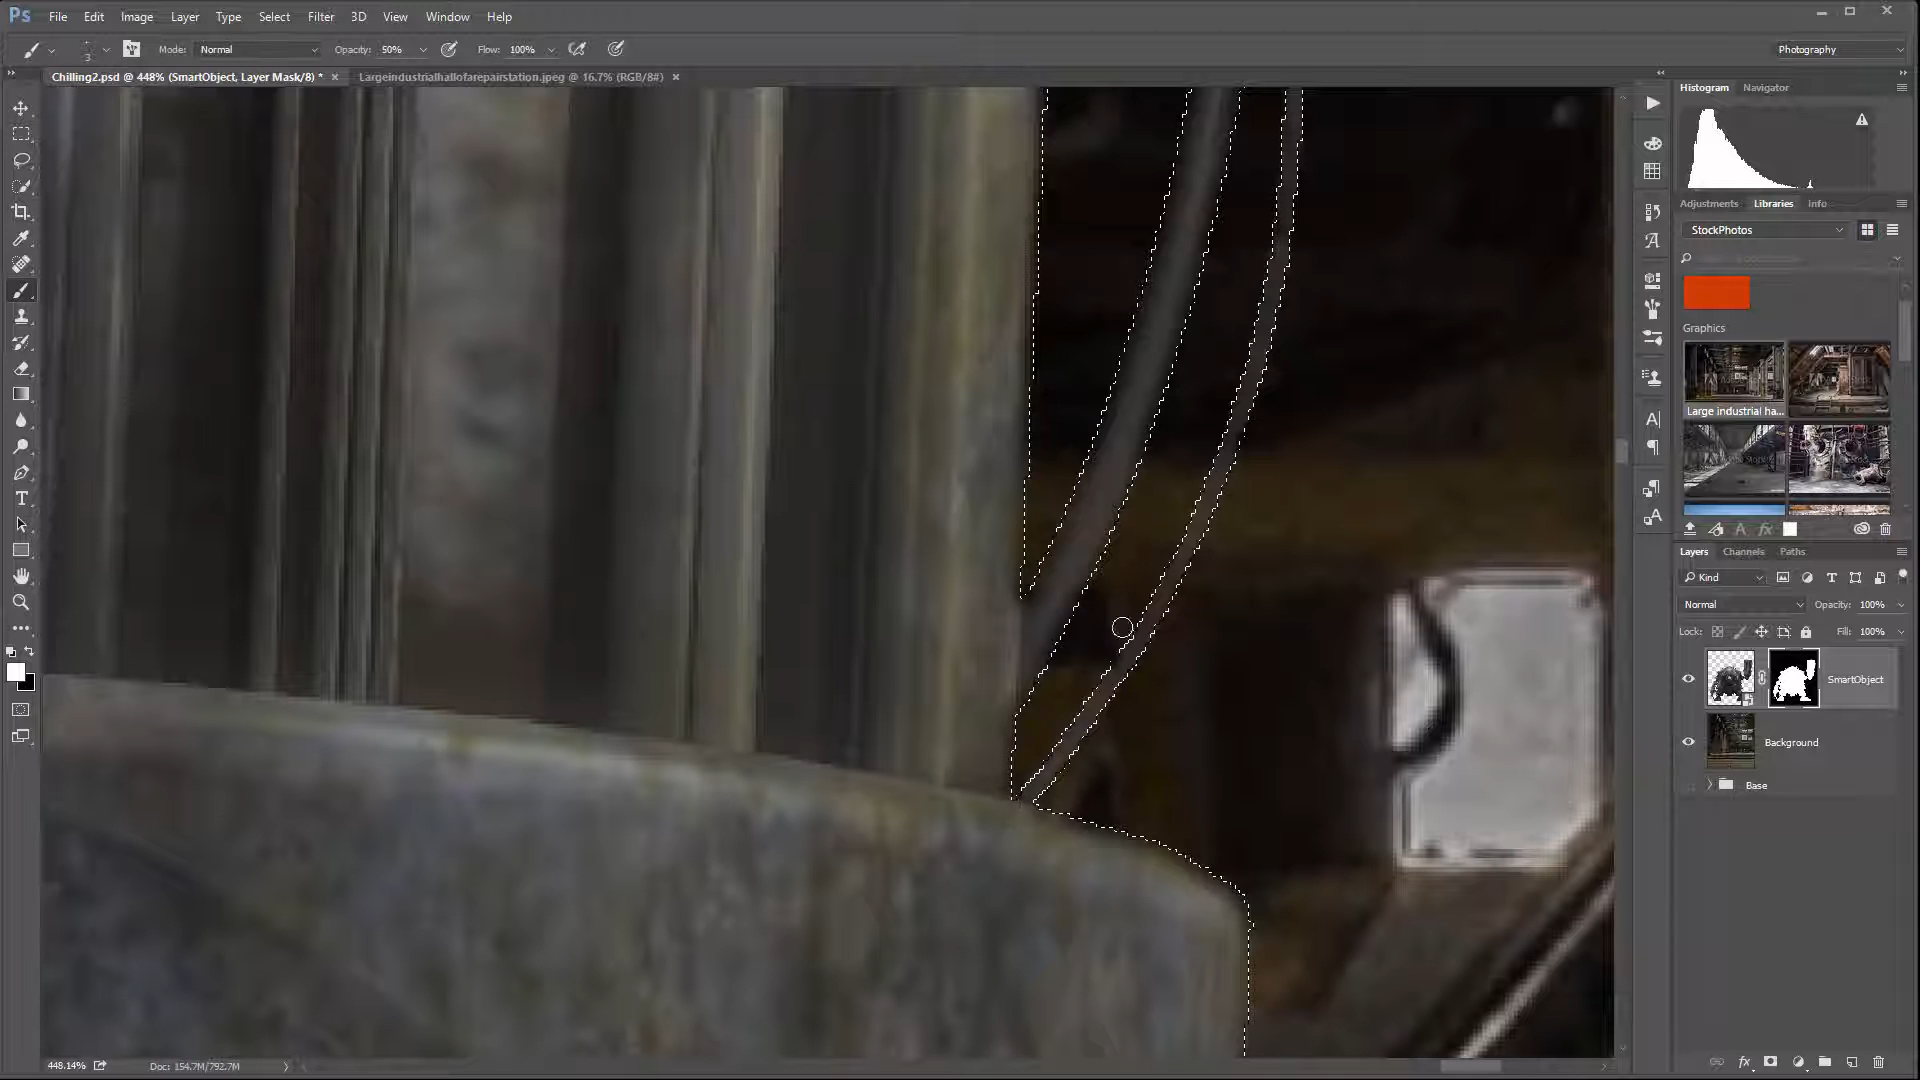 Ps File Edit Image Layer Type Select Filter 3D View Window Help
3 Mode: Normal Opacity: 50% Flow: 100% Photography
Chilling2.psd @ 448% (SmartObject, Layer Mask/8) * × Largeindustrialhallofarepairstation.jpeg @ 16.7% (RGB/8#) ×
Histogram Navigator
Adjustments Libraries Info
StockPhotos
Graphics
Large industrial ha...
Layers Channels Paths
Kind
Normal Opacity: 100%
Lock: Fill: 100%
SmartObject
Background
Base
448.14% Doc: 154.7M/792.7M